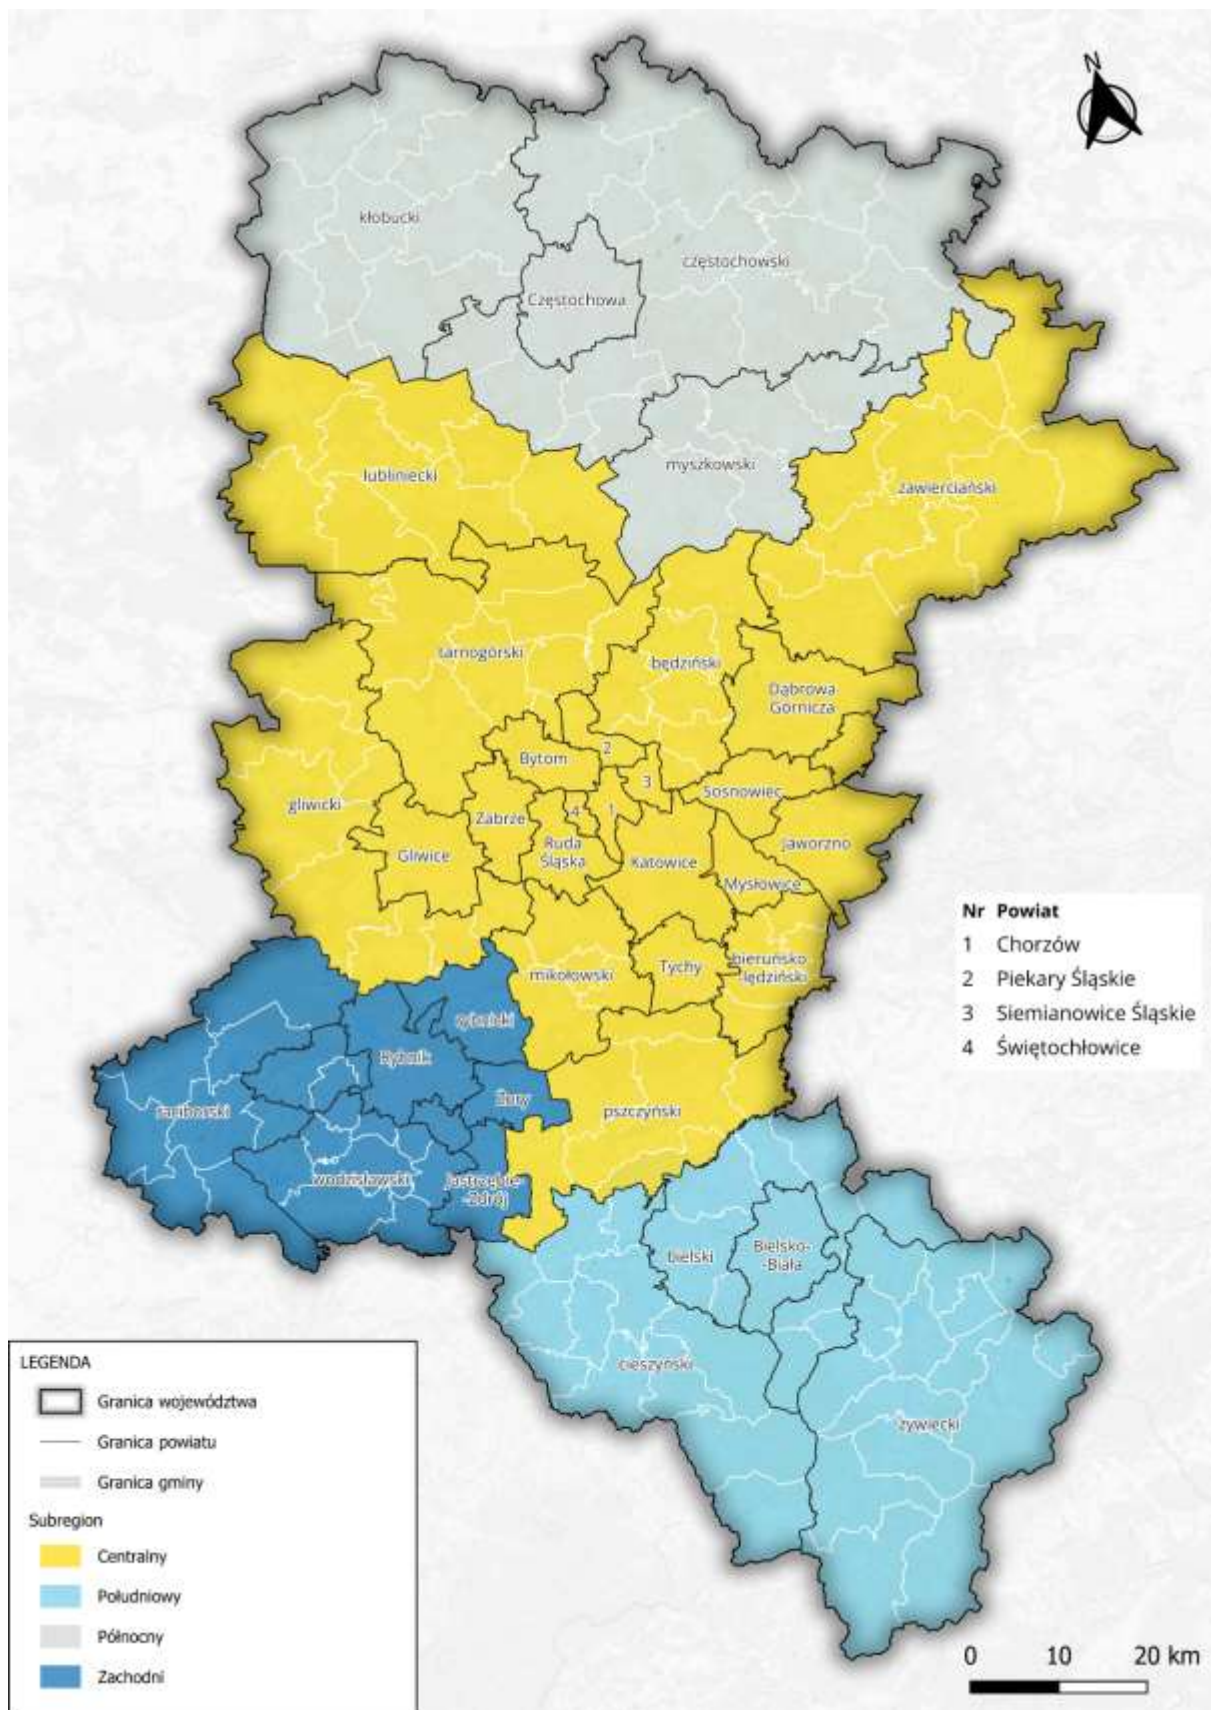 N
kłobucki
częstochowski
Częstochowa
myszkowski
lubliniecki
zawierciański
tarnogórski
będziński
Dąbrowa
Górnicza
Bytom
2
3
Sosnowiec
gliwicki
Zabrze
4
1
Jaworzno
Gliwice
Ruda
Śląska
Katowice
Mysłowice
Nr Powiat
1 Chorzów
2 Piekary Śląskie
3 Siemianowice Śląskie
4 Świętochłowice
mikołowski
Tychy
bieruńsko
-lędziński
rybnicki
Rybnik
raciborski
Żory
pszczyński
wodzisławski
Jastrzębie-
-Zdrój
bielski
Bielsko-
-Biała
cieszyński
żywiecki
LEGENDA
Granica województwa
Granica powiatu
Granica gminy
Subregion
Centralny
Południowy
Północny
Zachodni
0 10 20 km